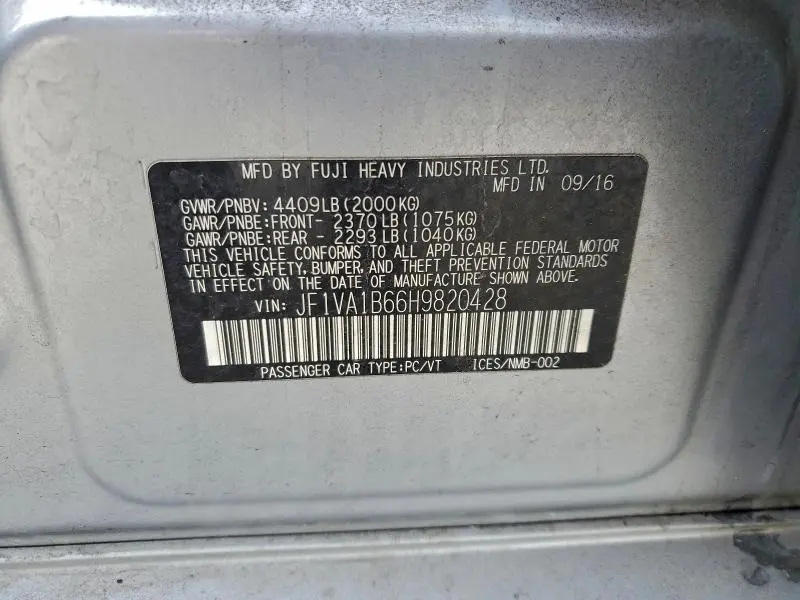 MFD BY FUJI HEAVY INDUSTRIES LTD.
MFD IN 09/16
GVWR/PNBV: 4409LB(2000KG)
GAWR/PNBE:FRONT- 2370LB(1075KG)
GAWR/PNBE:REAR - 2293LB(1040KG)
THIS VEHICLE CONFORMS TO ALL APPLICABLE FEDERAL MOTOR
VEHICLE SAFETY, BUMPER, AND THEFT PREVENTION STANDARDS
IN EFFECT ON THE DATE OF MANUFACTURE SHOWN ABOVE.
VIN: JF1VA1B66H9820428
PASSENGER CAR TYPE:PC/VT ICES/NMB-002